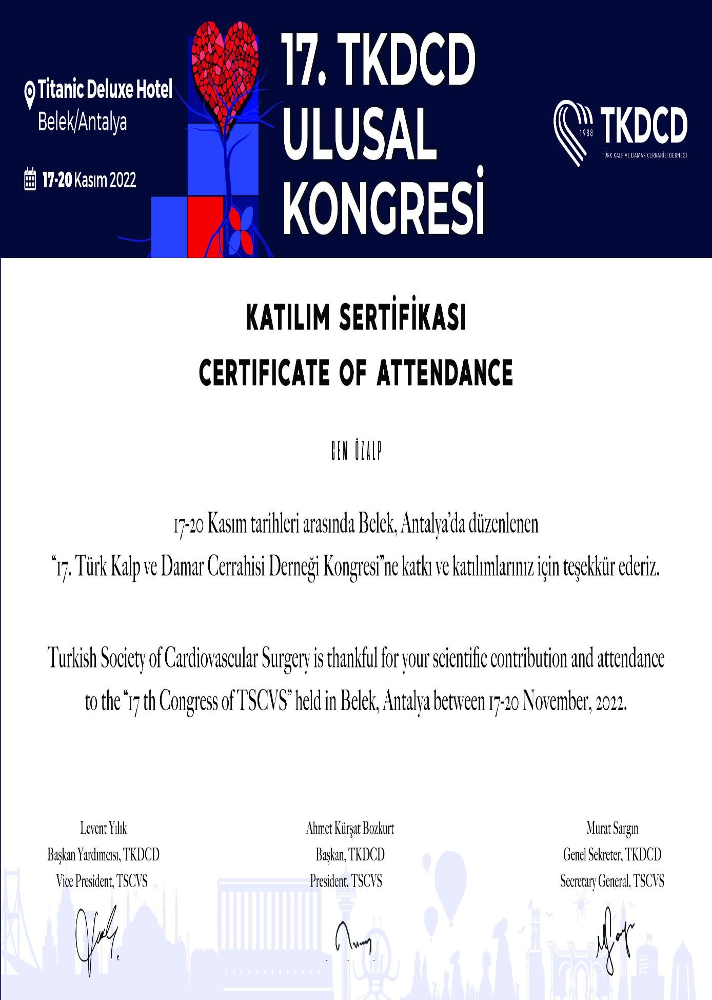 Titanic Deluxe Hotel
Belek/Antalya
17-20 Kasım 2022
17. TKDCD
ULUSAL
KONGRESİ
1988
TKDCD
TÜRK KALP VE DAMAR CERRAHİSİ DERNEĞİ
KATILIM SERTİFİKASI
CERTIFICATE OF ATTENDANCE
CEM ÖZALP
17-20 Kasım tarihleri arasında Belek, Antalya’da düzenlenen
“17. Türk Kalp ve Damar Cerrahisi Derneği Kongresi”ne katkı ve katılımlarınız için teşekkür ederiz.
Turkish Society of Cardiovascular Surgery is thankful for your scientific contribution and attendance
to the “17 th Congress of TSCVS” held in Belek, Antalya between 17-20 November, 2022.
Levent Yılık
Başkan Yardımcısı, TKDCD
Vice President, TSCVS
Ahmet Kürşat Bozkurt
Başkan, TKDCD
President, TSCVS
Murat Sargın
Genel Sekreter, TKDCD
Secretary General, TSCVS